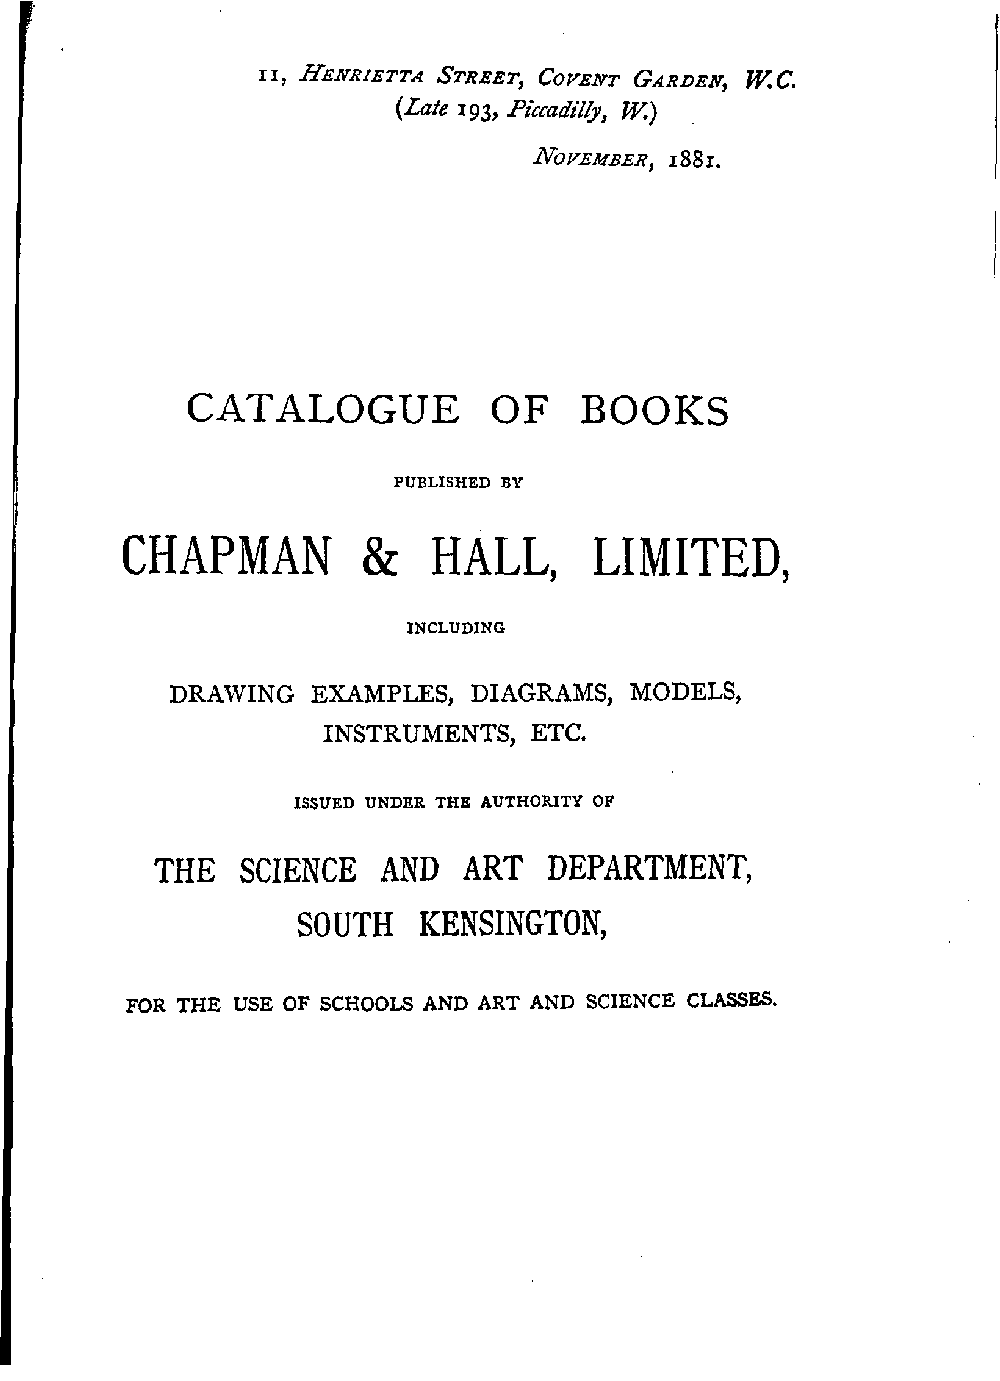 11, HENRIETTA STREET, COVENT GARDEN, W.C.
(Late 193, Piccadilly, W.)
NOVEMBER, 1881.
CATALOGUE OF BOOKS
PUBLISHED BY
CHAPMAN & HALL, LIMITED,
INCLUDING
DRAWING EXAMPLES, DIAGRAMS, MODELS,
INSTRUMENTS, ETC.
ISSUED UNDER THE AUTHORITY OF
THE SCIENCE AND ART DEPARTMENT,
SOUTH KENSINGTON,
FOR THE USE OF SCHOOLS AND ART AND SCIENCE CLASSES.